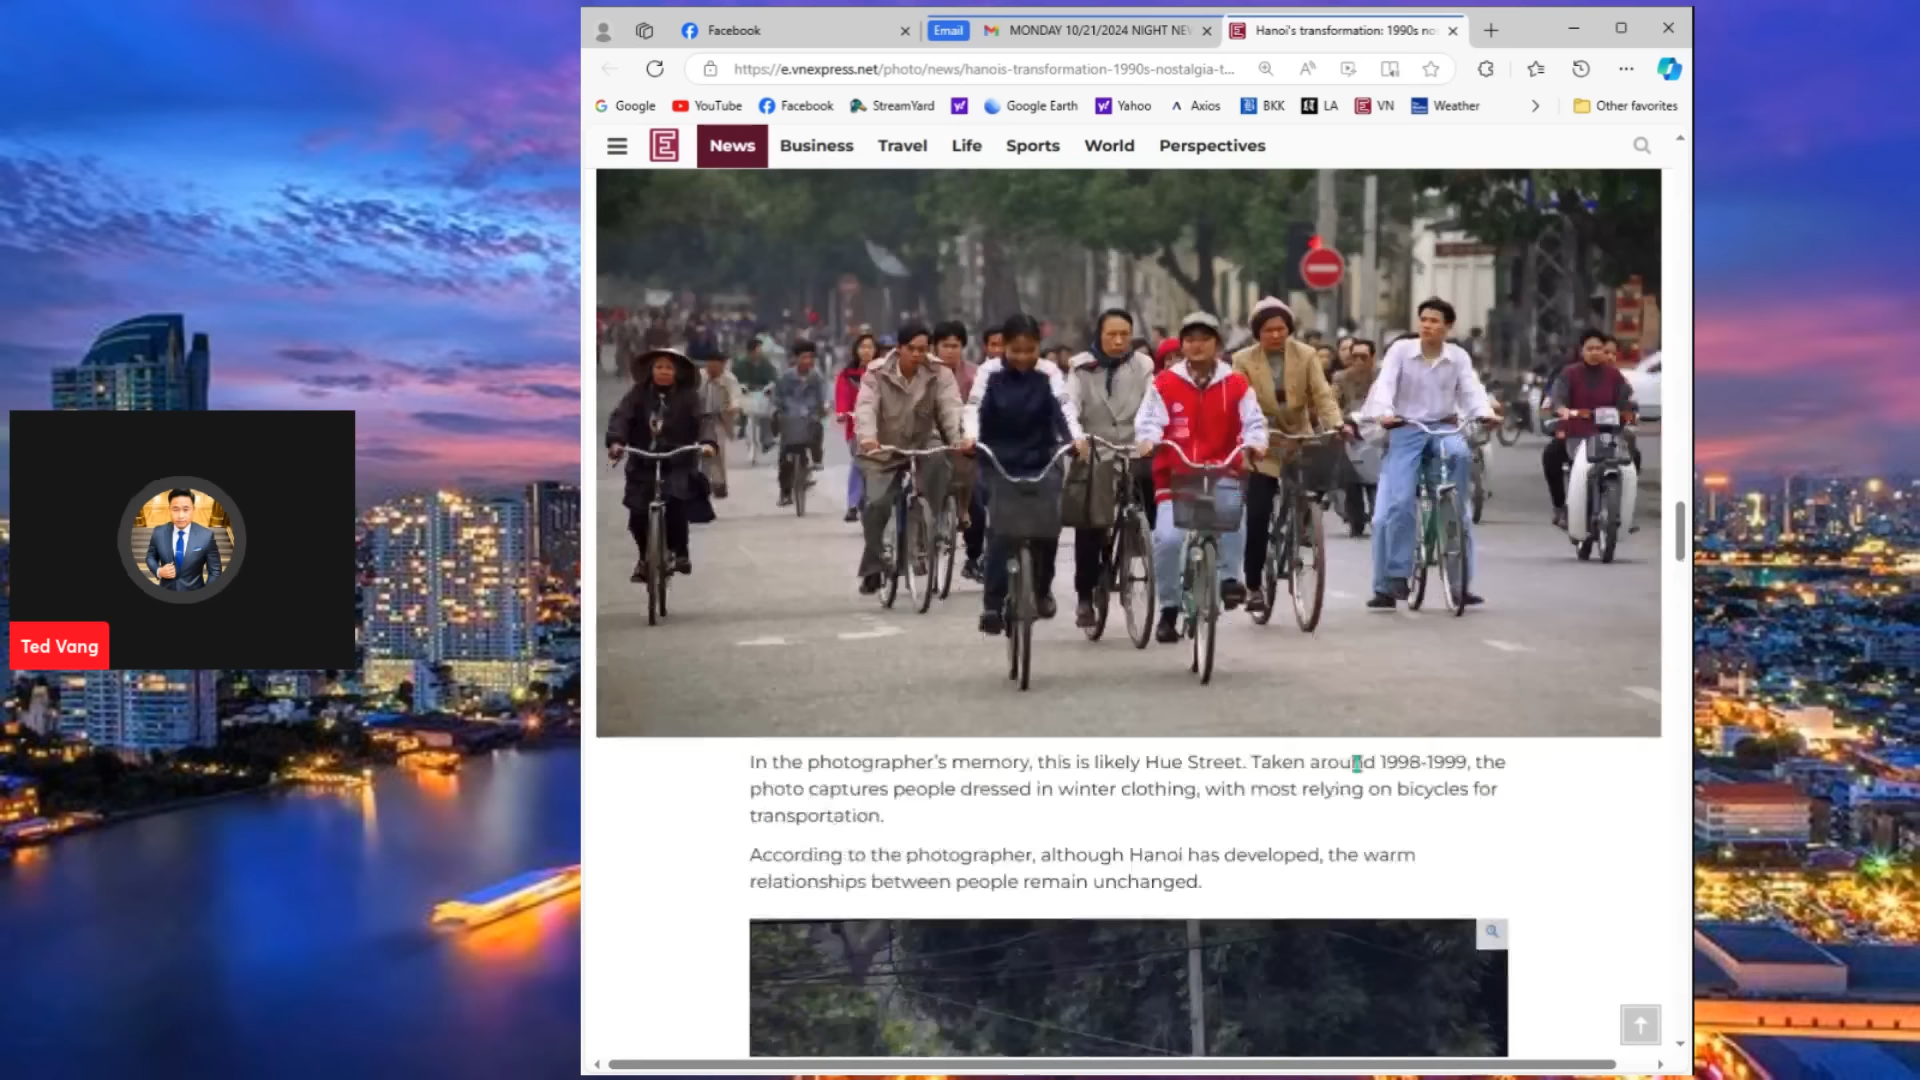 Facebook
Email
MONDAY 10/21/2024 NIGHT NE
Hanoi's transformation: 1990s no
https://e.vnexpress.net/photo/news/hanois-transformation-1990s-nostalgia-t...
Google
YouTube
Facebook
StreamYard
Google Earth
Yahoo
Axios
BKK
LA
VN
Weather
Other favorites
E
News
Business
Travel
Life
Sports
World
Perspectives
Ted Vang
In the photographer's memory, this is likely Hue Street. Taken around 1998-1999, the
photo captures people dressed in winter clothing, with most relying on bicycles for
transportation.
According to the photographer, although Hanoi has developed, the warm
relationships between people remain unchanged.